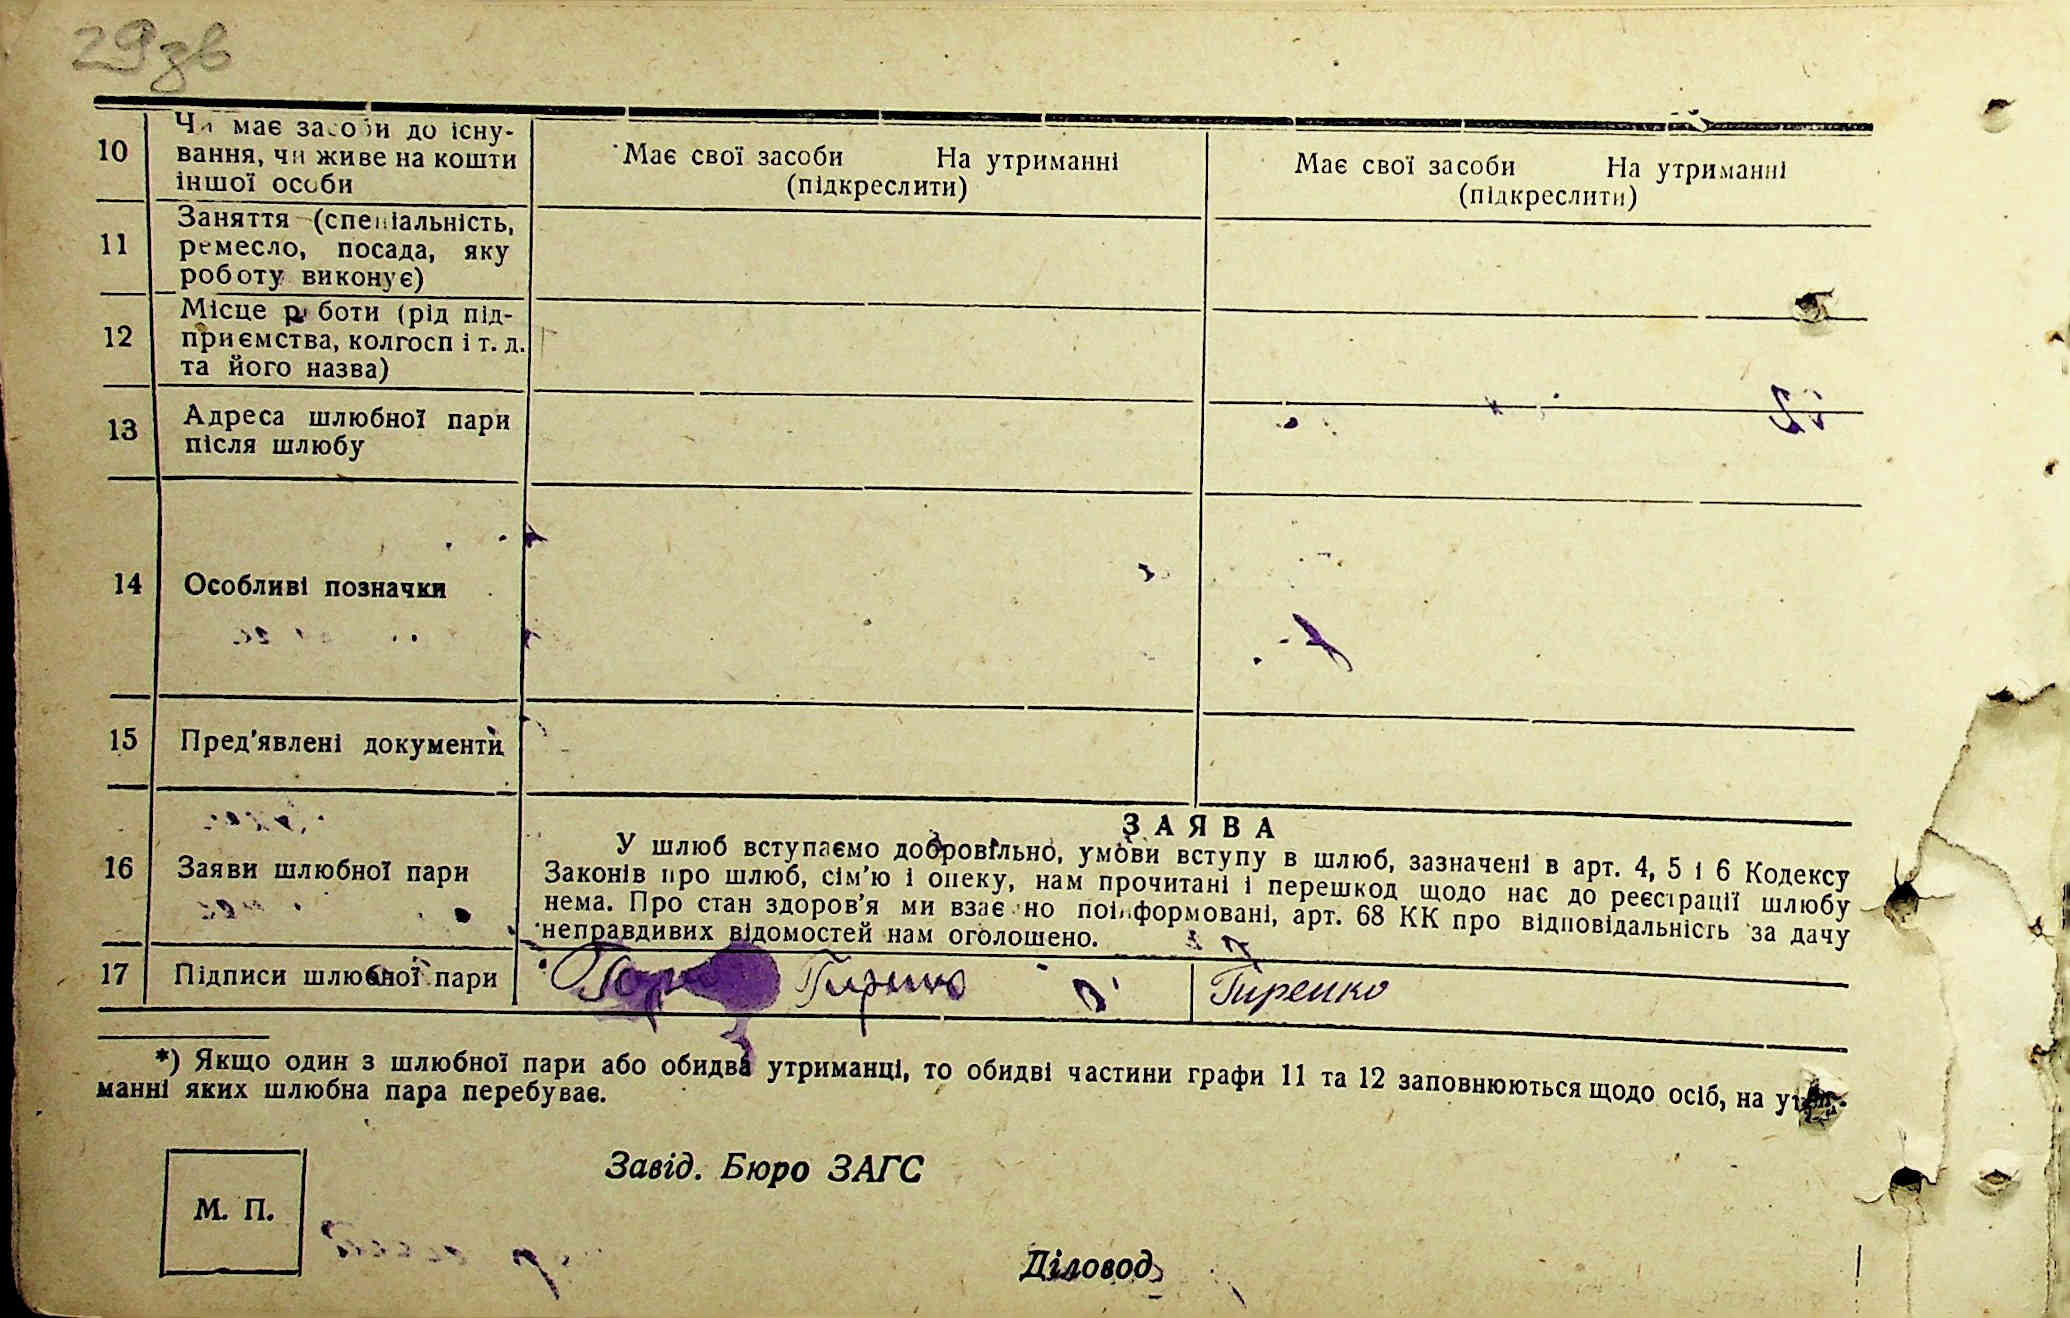 29зв
10
Чи має засоби до існу-
вання, чи живе на кошти
іншої особи
Має свої засоби На утриманні
(підкреслити)
Має свої засоби На утриманні
(підкреслити)
11
Заняття (спеціальність,
ремесло, посада, яку
роботу виконує)
12
Місце роботи (рід під-
приємства, колгосп і т. д.
та його назва)
13
Адреса шлюбної пари
після шлюбу
14
Особливі позначки
15
Пред'явлені документи
16
Заяви шлюбної пари
ЗАЯВА
У шлюб вступаємо добровільно, умови вступу в шлюб, зазначені в арт. 4, 5 і 6 Кодексу
Законів про шлюб, сім'ю і опеку, нам прочитані і перешкод щодо нас до реєстрації шлюбу
нема. Про стан здоров'я ми взаємно поінформовані, арт. 68 КК про відповідальність за дачу
неправдивих відомостей нам оголошено.
17
Підписи шлюбної пари
Гиренко
*) Якщо один з шлюбної пари або обидва утриманці, то обидві частини графи 11 та 12 заповнюються щодо осіб, на утри-
манні яких шлюбна пара перебуває.
М. П.
Завід. Бюро ЗАГС
Діловод